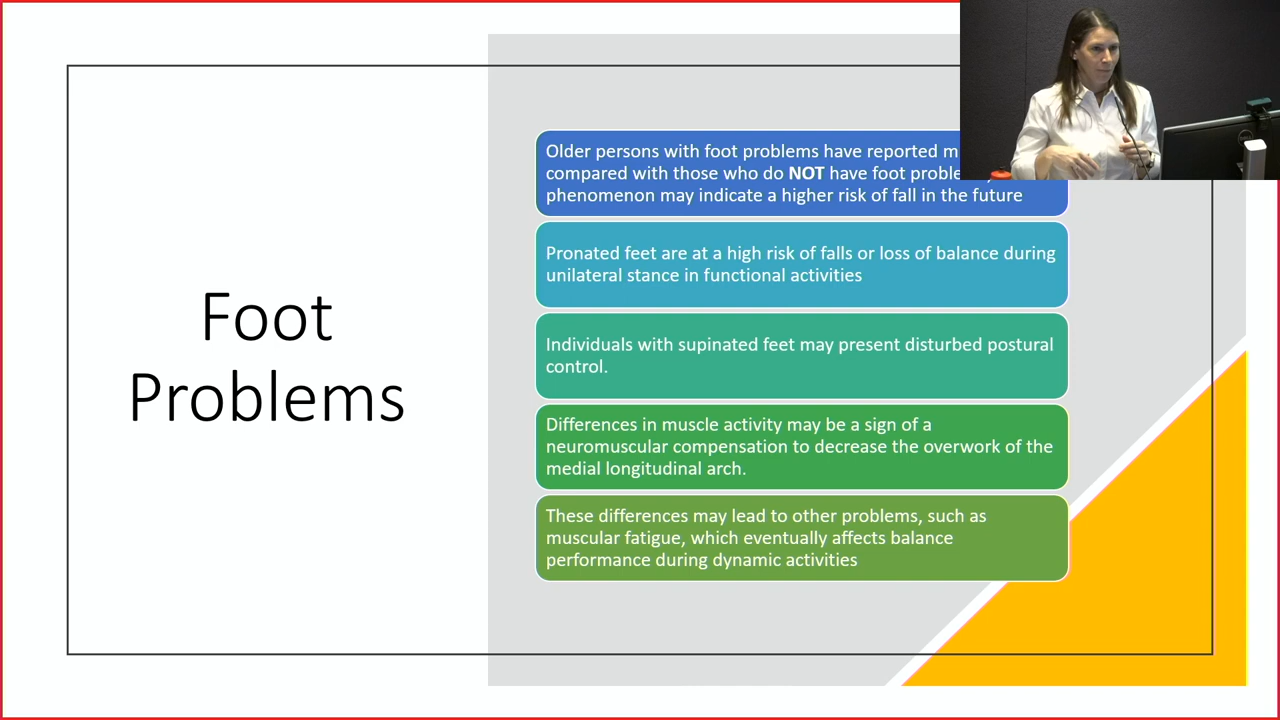 Foot
Problems
Older persons with foot problems have reported
compared with those who do NOT have foot
phenomenon may indicate a higher risk of fall in the future
Pronated feet are at a high risk of falls or loss of balance during
unilateral stance in functional activities
Individuals with supinated feet may present disturbed postural
control.
Differences in muscle activity may be a sign of a
neuromuscular compensation to decrease the overwork of the
medial longitudinal arch.
These differences may lead to other problems, such as
muscular fatigue, which eventually affects balance
performance during dynamic activities